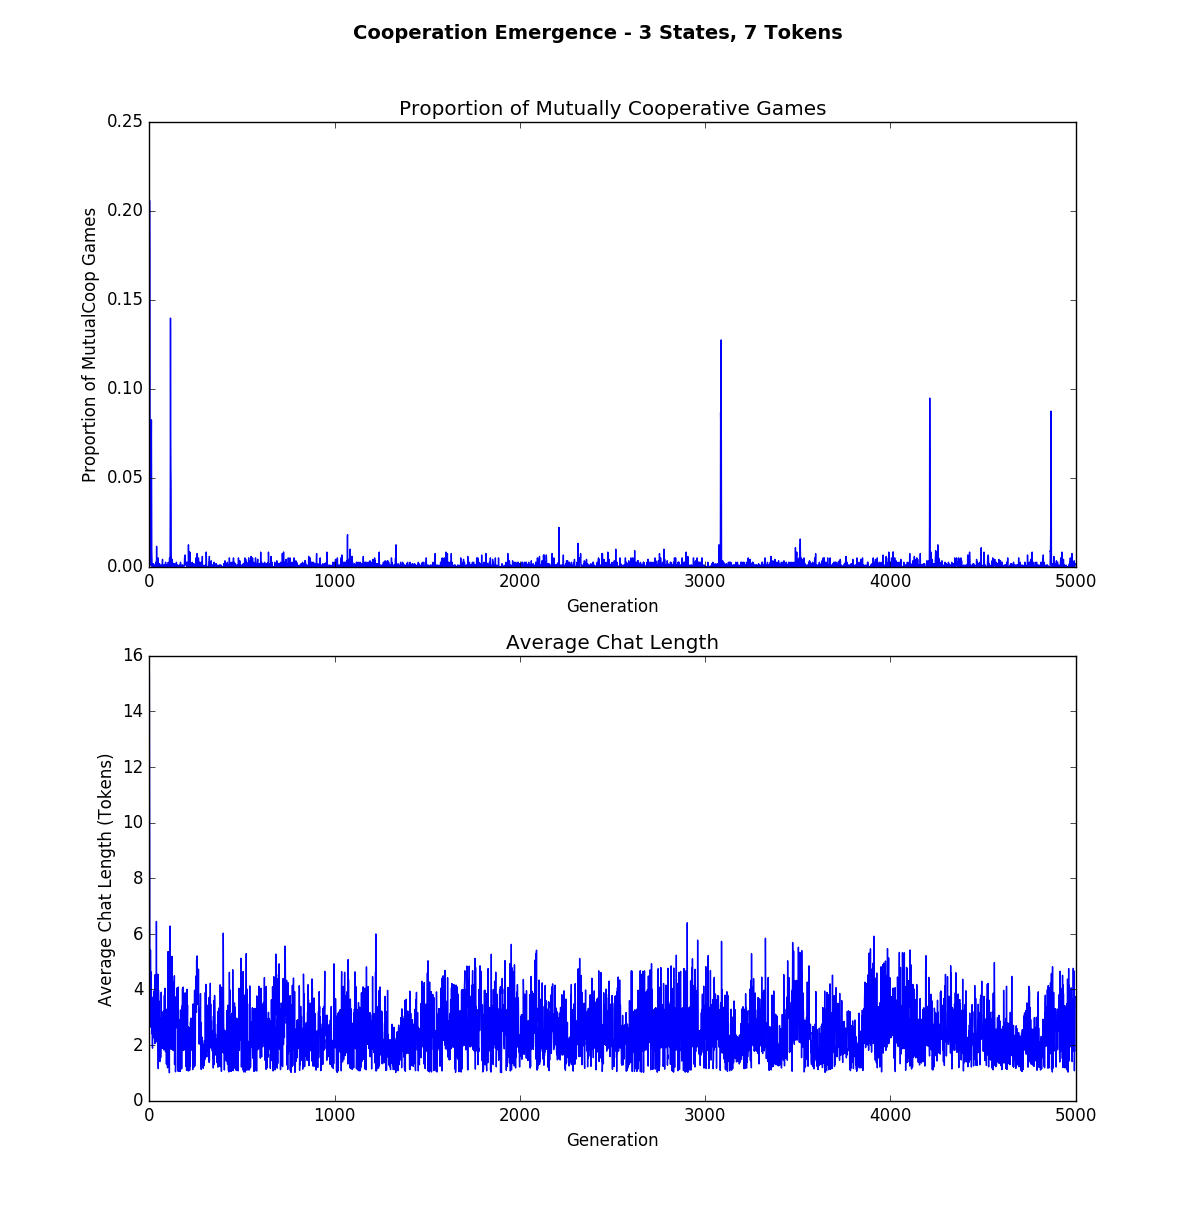 Cooperation Emergence - 3 States, 7 Tokens
Proportion of Mutually Cooperative Games
0.25
0.20
0.15
0.10
0.05
0.00
Proportion of MutualCoop Games
0 1000 2000 3000 4000 5000
Generation
Average Chat Length
16
14
12
10
8
6
4
2
0
Average Chat Length (Tokens)
0 1000 2000 3000 4000 5000
Generation